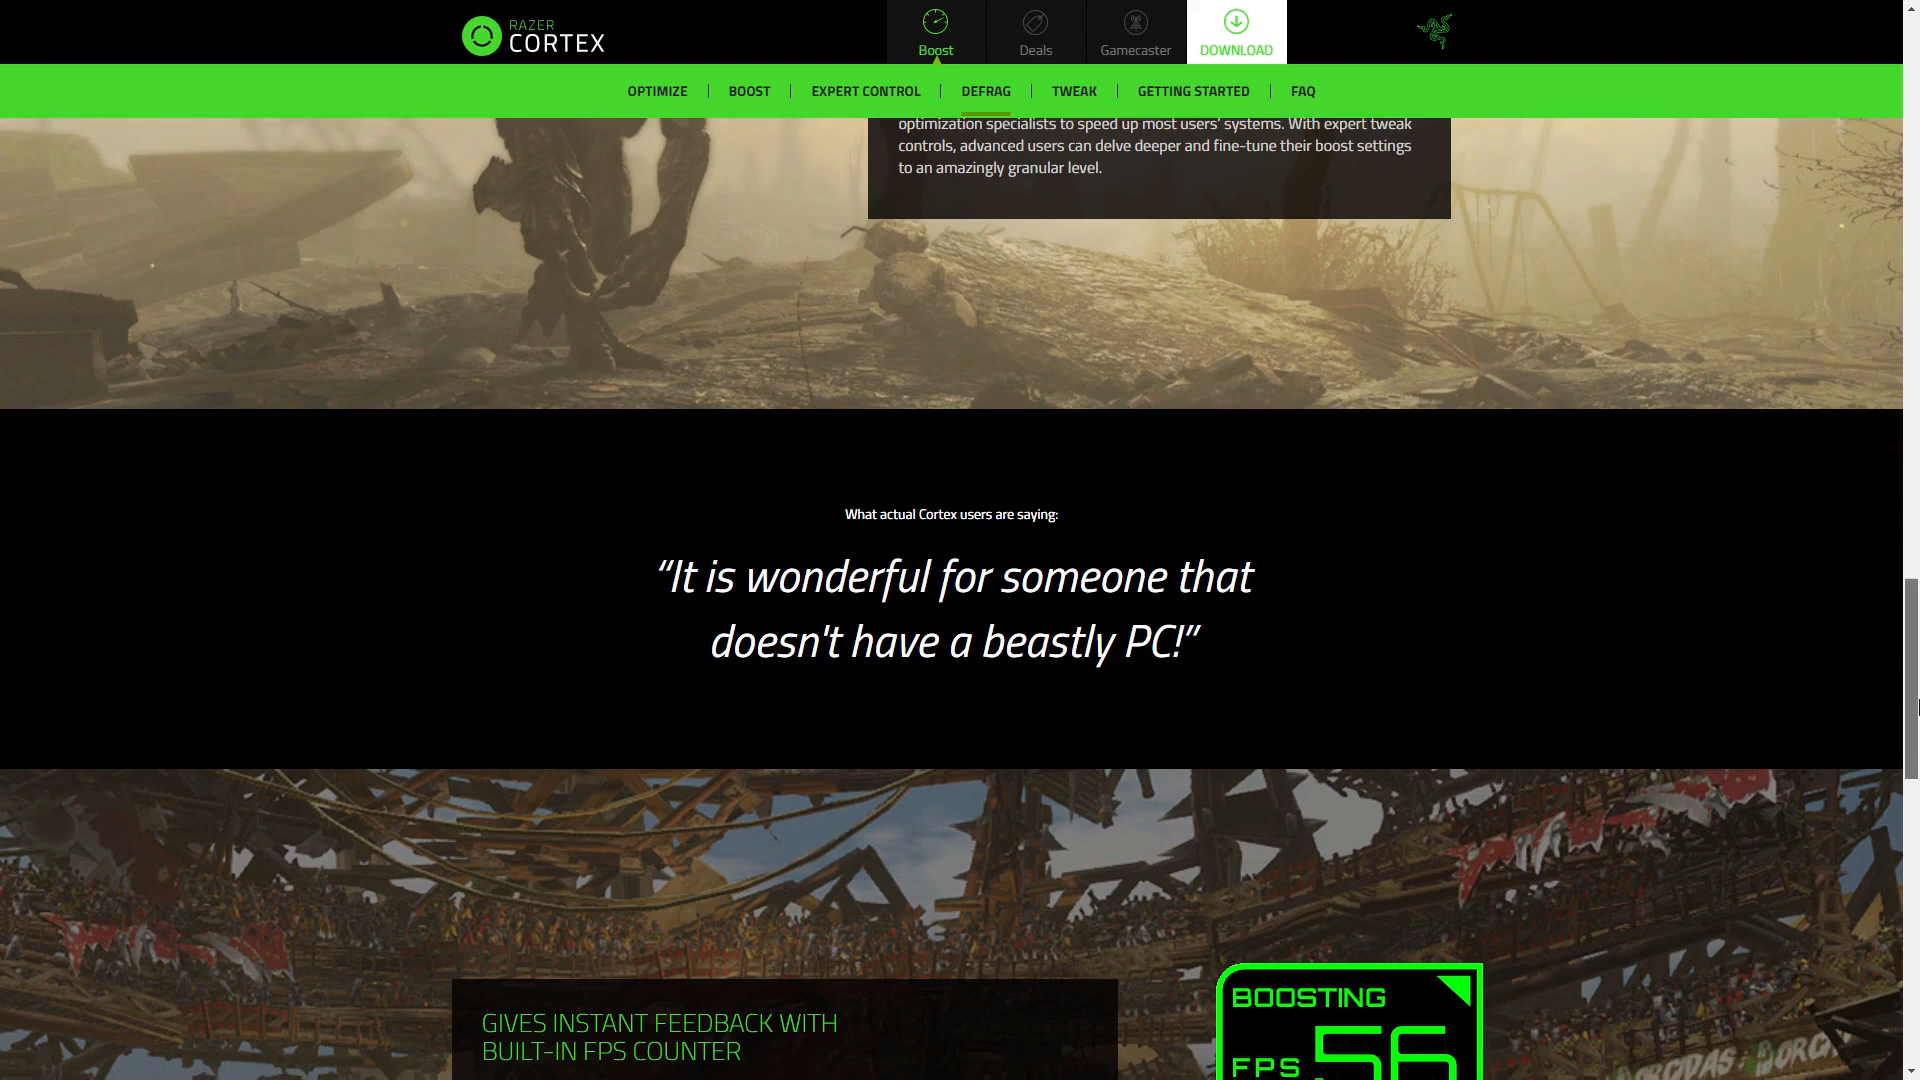 RAZER
CORTEX
Boost
Deals
Gamecaster
DOWNLOAD
OPTIMIZE
BOOST
EXPERT CONTROL
DEFRAG
TWEAK
GETTING STARTED
FAQ
optimization specialists to speed up most users' systems. With expert tweak
controls, advanced users can delve deeper and fine-tune their boost settings
to an amazingly granular level.
What actual Cortex users are saying:
“It is wonderful for someone that
doesn't have a beastly PC!”
GIVES INSTANT FEEDBACK WITH
BUILT-IN FPS COUNTER
BOOSTING
FPS 56